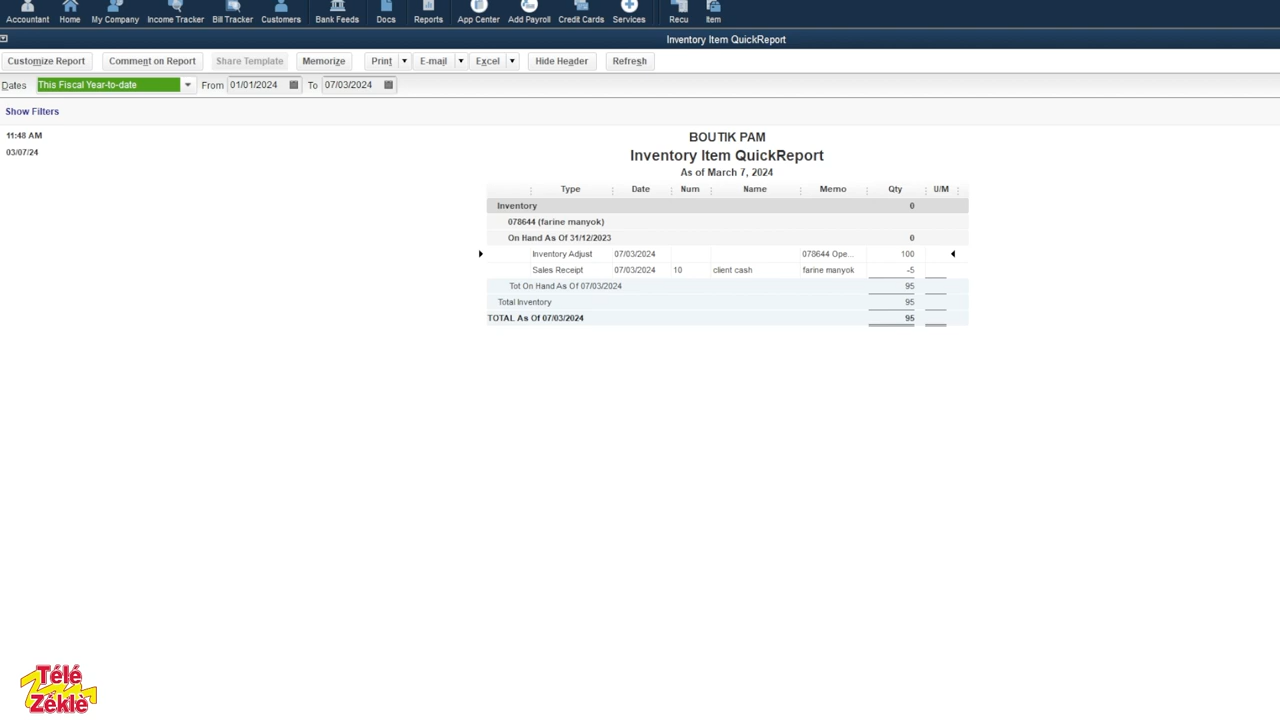 Accountant Home My Company Income Tracker Bill Tracker Customers Bank Feeds Docs Reports App Center Add Payroll Credit Cards Services Recu Item
Inventory Item QuickReport
Customize Report Comment on Report Share Template Memorize Print E-mail Excel Hide Header Refresh
Dates This Fiscal Year-to-date From 01/01/2024 To 07/03/2024
Show Filters
11:48 AM
03/07/24
BOUTIK PAM
Inventory Item QuickReport
As of March 7, 2024
Type Date Num Name Memo Qty U/M
Inventory 0
078644 (farine manyok)
On Hand As Of 31/12/2023 0
Inventory Adjust 07/03/2024 078644 Ope... 100
Sales Receipt 07/03/2024 10 client cash farine manyok -5
Tot On Hand As Of 07/03/2024 95
Total Inventory 95
TOTAL As Of 07/03/2024 95
Télé
Zéklè